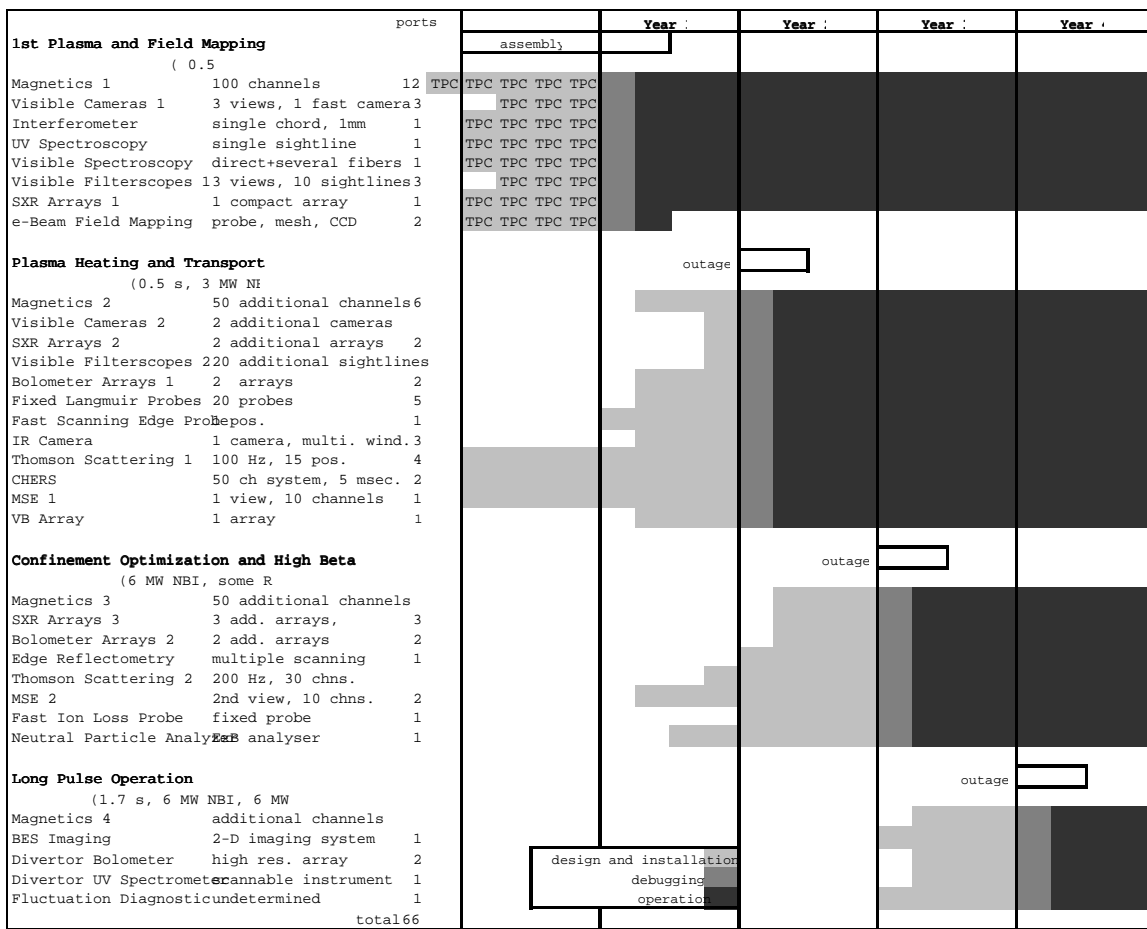 ports Year Year Year Year
1st Plasma and Field Mapping assembly
( 0.5
Magnetics 1 100 channels 12 TPC TPC TPC TPC TPC
Visible Cameras 1 3 views, 1 fast camera 3 TPC TPC TPC
Interferometer single chord, 1mm 1 TPC TPC TPC TPC
UV Spectroscopy single sightline 1 TPC TPC TPC TPC
Visible Spectroscopy direct+several fibers 1 TPC TPC TPC TPC
Visible Filterscopes 1 3 views, 10 sightlines 3 TPC TPC TPC
SXR Arrays 1 1 compact array 1 TPC TPC TPC TPC
e-Beam Field Mapping probe, mesh, CCD 2 TPC TPC TPC TPC
Plasma Heating and Transport outage
(0.5 s, 3 MW
Magnetics 2 50 additional channels 6
Visible Cameras 2 2 additional cameras
SXR Arrays 2 2 additional arrays 2
Visible Filterscopes 2 20 additional sightlines
Bolometer Arrays 1 2 arrays 2
Fixed Langmuir Probes 20 probes 5
Fast Scanning Edge Probe pos. 1
IR Camera 1 camera, multi. wind. 3
Thomson Scattering 1 100 Hz, 15 pos. 4
CHERS 50 ch system, 5 msec. 2
MSE 1 1 view, 10 channels 1
VB Array 1 array 1
Confinement Optimization and High Beta outage
(6 MW NBI, some R
Magnetics 3 50 additional channels
SXR Arrays 3 3 add. arrays, 3
Bolometer Arrays 2 2 add. arrays 2
Edge Reflectometry multiple scanning 1
Thomson Scattering 2 200 Hz, 30 chns.
MSE 2 2nd view, 10 chns. 2
Fast Ion Loss Probe fixed probe 1
Neutral Particle Analyzer ExB analyser 1
Long Pulse Operation outage
(1.7 s, 6 MW NBI, 6 MW
Magnetics 4 additional channels
BES Imaging 2-D imaging system 1
Divertor Bolometer high res. array 2
Divertor UV Spectrometer scannable instrument 1
Fluctuation Diagnostic undetermined 1
total 66
design and installation
debugging
operation